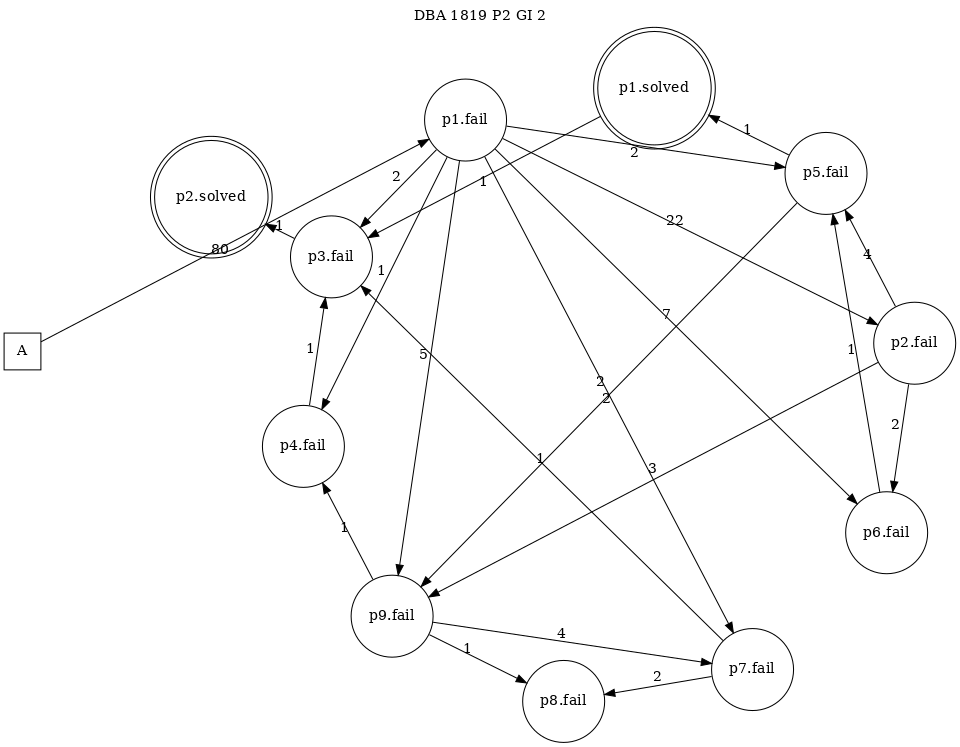 DBA 1819 P2 GI 2
p1.solved
p1.fail
1
2
p5.fail
2
1
p2.solved
22
1
80
p3.fail
4
1
7
p2.fail
A
1
5
1
2
2
2
p4.fail
1
3
1
p6.fail
p9.fail
4
1
p7.fail
2
p8.fail